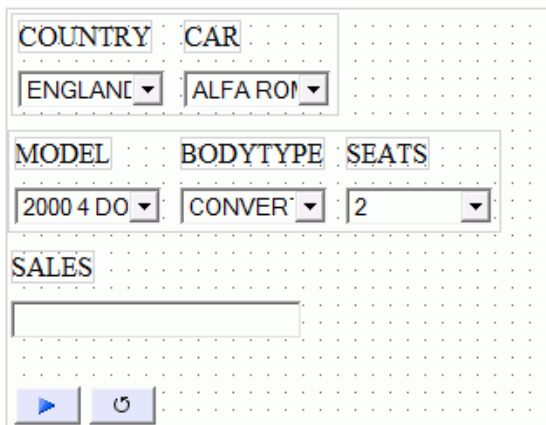 COUNTRY CAR
ENGLAND ALFA ROM
MODEL BODYTYPE SEATS
2000 4 DO CONVERT 2
SALES